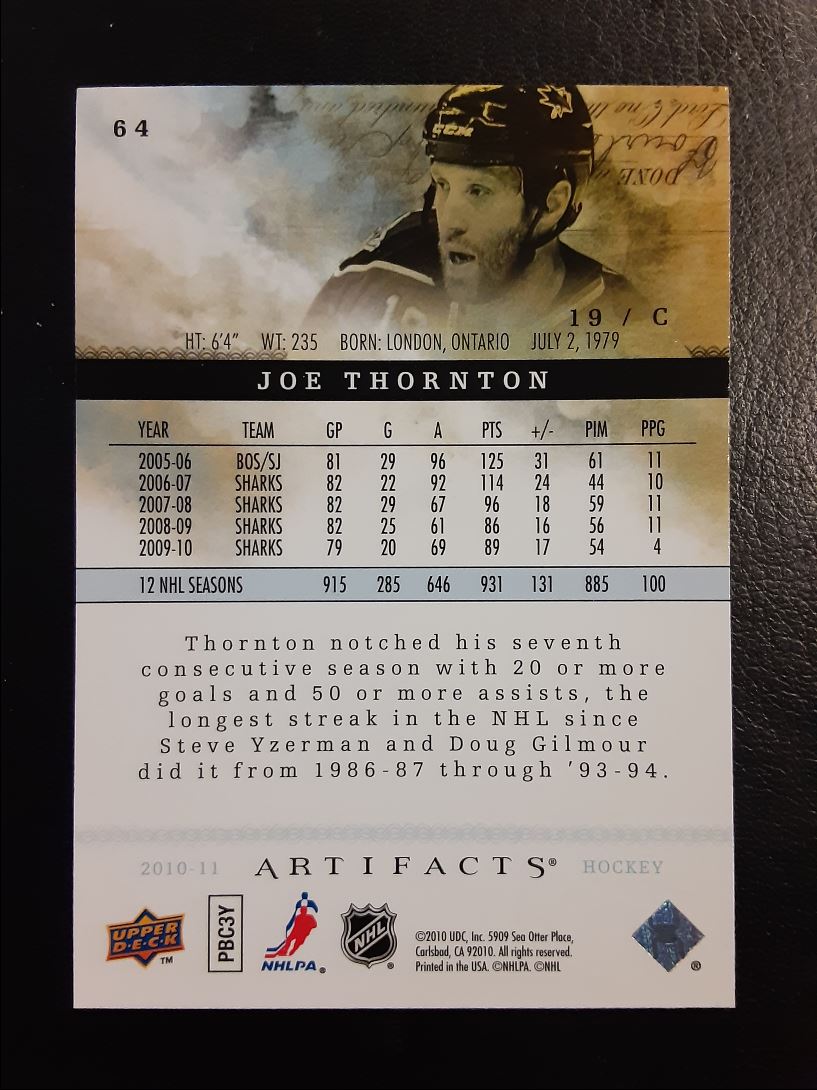 64
DONE
19 / C
HT: 6'4" WT: 235 BORN: LONDON, ONTARIO JULY 2, 1979
JOE THORNTON
YEAR TEAM GP G A PTS +/- PIM PPG
2005-06 BOS/SJ 81 29 96 125 31 61 11
2006-07 SHARKS 82 22 92 114 24 44 10
2007-08 SHARKS 82 29 67 96 18 59 11
2008-09 SHARKS 82 25 61 86 16 56 11
2009-10 SHARKS 79 20 69 89 17 54 4
12 NHL SEASONS 915 285 646 931 131 885 100
Thornton notched his seventh
consecutive season with 20 or more
goals and 50 or more assists, the
longest streak in the NHL since
Steve Yzerman and Doug Gilmour
did it from 1986-87 through '93-94.
2010-11 ARTIFACTS® HOCKEY
UPPER DECK™
PBC3Y
NHLPA®
NHL®
©2010 UDC, Inc. 5909 Sea Otter Place,
Carlsbad, CA 92010. All rights reserved.
Printed in the USA. ©NHLPA. ©NHL
®